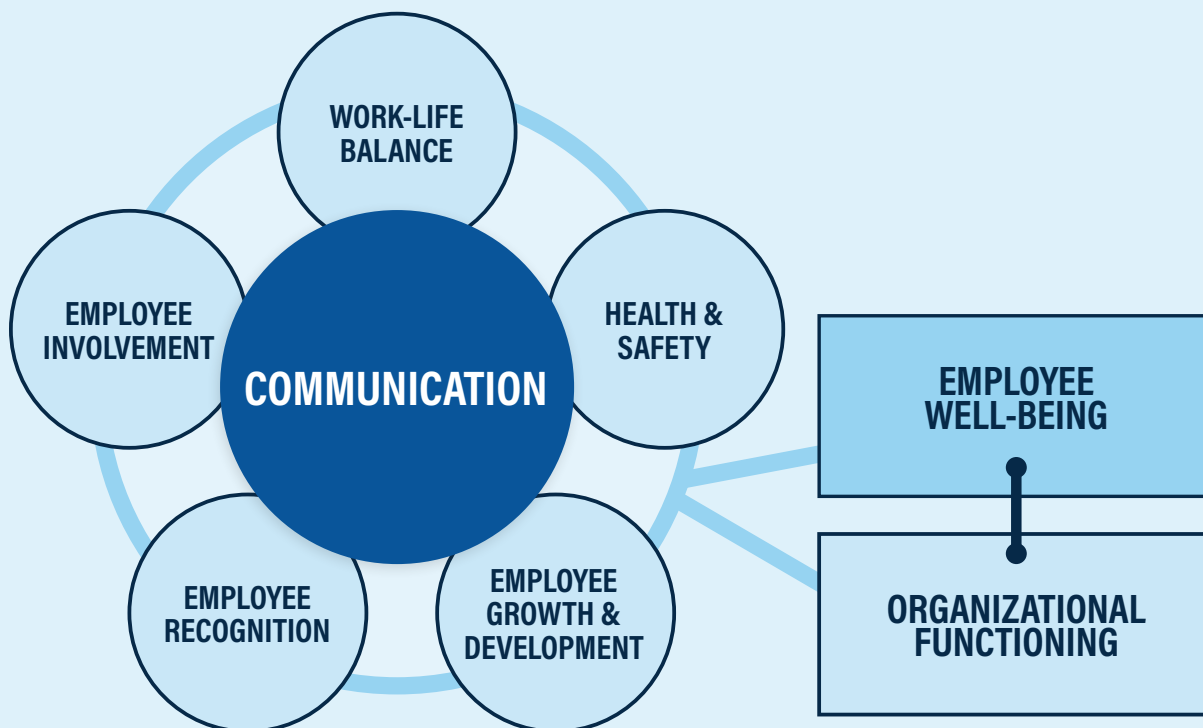 WORK-LIFE
BALANCE
EMPLOYEE
INVOLVEMENT
HEALTH &
SAFETY
COMMUNICATION
EMPLOYEE
RECOGNITION
EMPLOYEE
GROWTH &
DEVELOPMENT
EMPLOYEE
WELL-BEING
ORGANIZATIONAL
FUNCTIONING